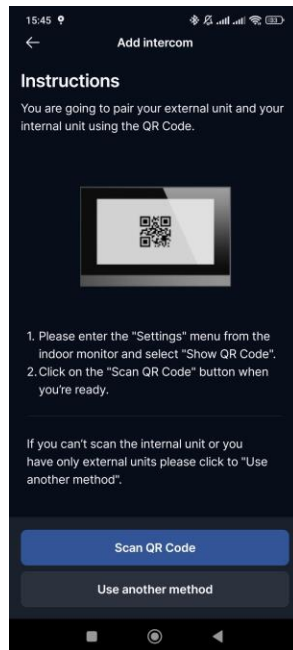 15:45
Add intercom
Instructions
You are going to pair your external unit and your
internal unit using the QR Code.
1. Please enter the "Settings" menu from the
indoor monitor and select "Show QR Code".
2. Click on the "Scan QR Code" button when
you're ready.
If you can't scan the internal unit or you
have only external units please click to "Use
another method".
Scan QR Code
Use another method